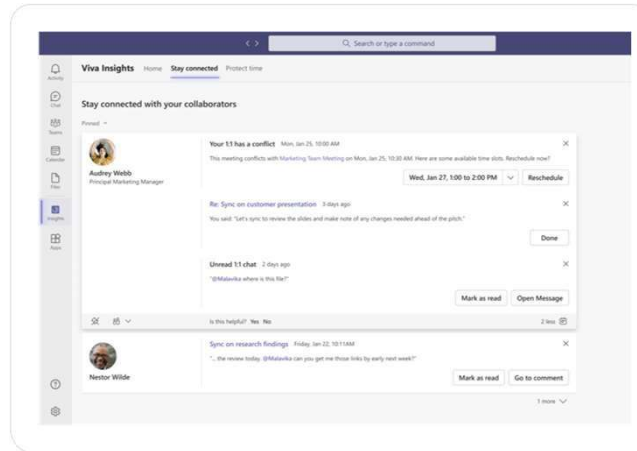 Search or type a command
Viva Insights Home Stay connected Protect time
Activity
Chat
Teams
Calendar
Files
Insights
Apps
Stay connected with your collaborators
Pinned
Audrey Webb
Principal Marketing Manager
Your 1:1 has a conflict Mon, Jan 25, 10:00 AM
This meeting conflicts with Marketing Team Meeting on Mon, Jan 25, 10:30 AM. Here are some available time slots. Reschedule now?
Wed, Jan 27, 1:00 to 2:00 PM Reschedule
Re: Sync on customer presentation 3 days ago
You said: "Let's sync to review the slides and make note of any changes needed ahead of the pitch."
Done
Unread 1:1 chat 2 days ago
"@Malavika where is this file?"
Mark as read Open Message
Is this helpful? Yes No
2 less
Nestor Wilde
Sync on research findings Friday, Jan 22, 10:11AM
"... the review today. @Malavika can you get me those links by early next week?"
Mark as read Go to comment
1 more